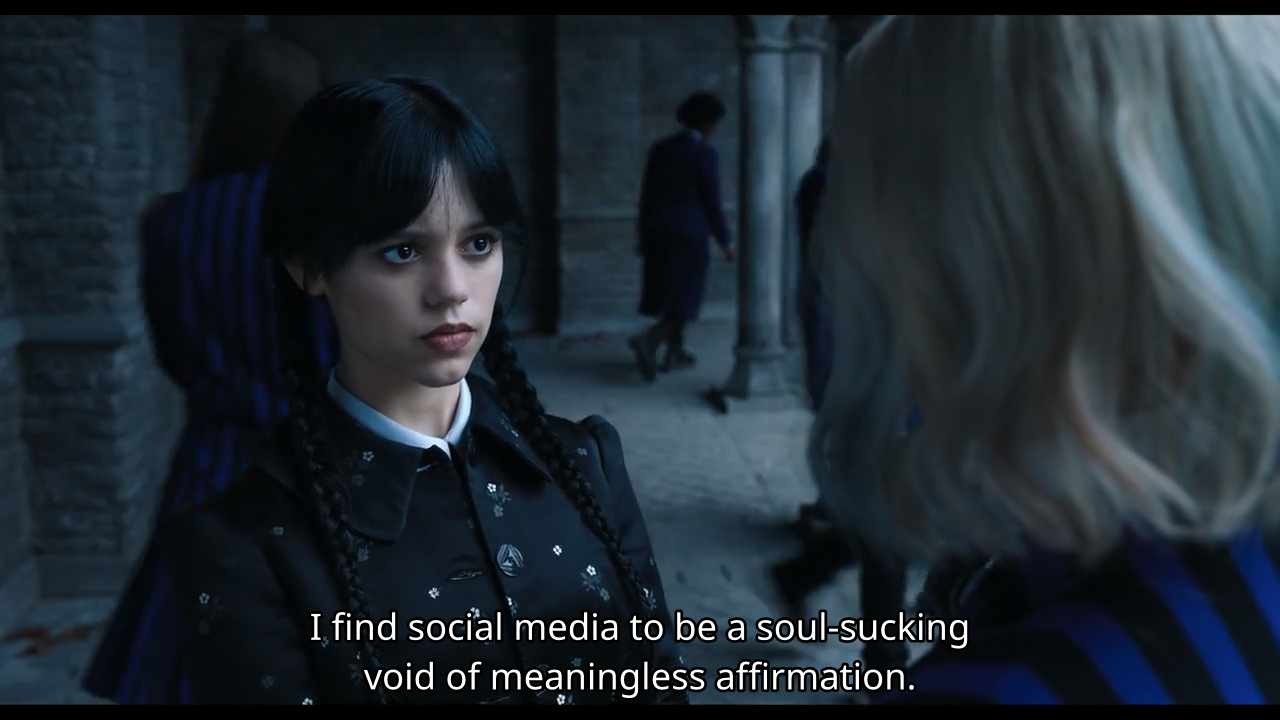 I find social media to be a soul-sucking
void of meaningless affirmation.